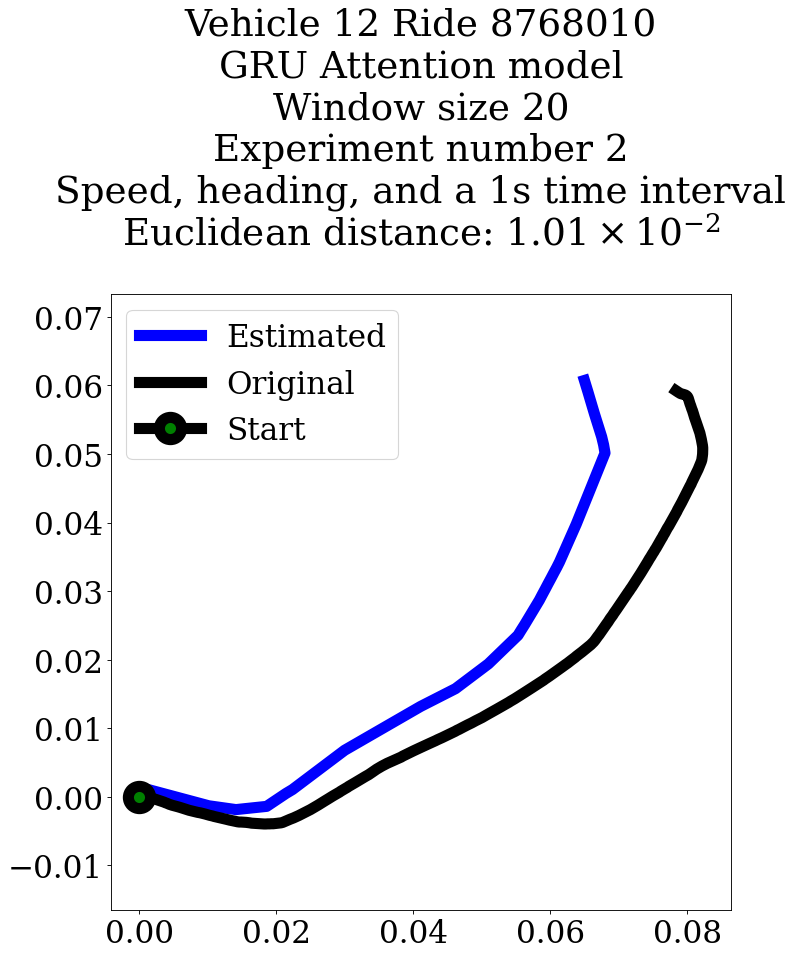 Vehicle 12 Ride 8768010
GRU Attention model
Window size 20
Experiment number 2
Speed, heading, and a 1s time interval
Euclidean distance: 1.01 × 10⁻²
Estimated
Original
Start
0.07
0.06
0.05
0.04
0.03
0.02
0.01
0.00
−0.01
0.00 0.02 0.04 0.06 0.08